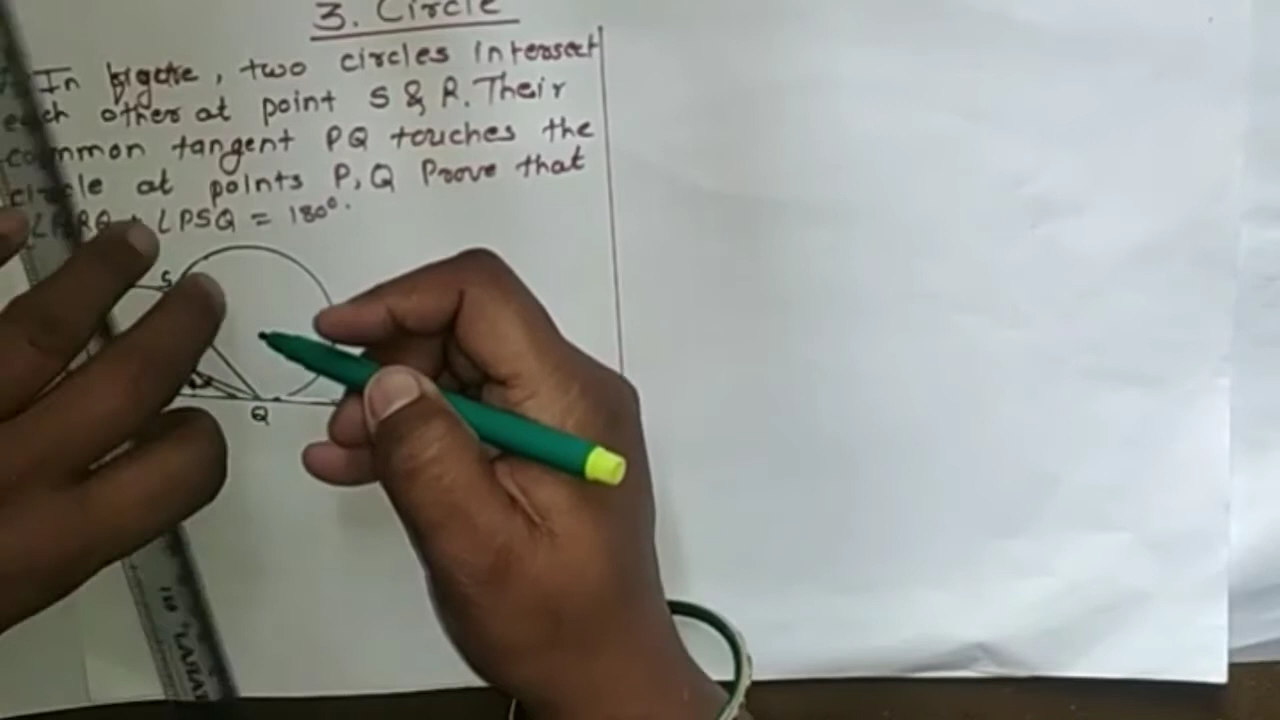 3. Circle
In figure, two circles intersect
each other at point S & R. Their
common tangent PQ touches the
circle at points P, Q Prove that
∠PSQ = 180°.
S
Q